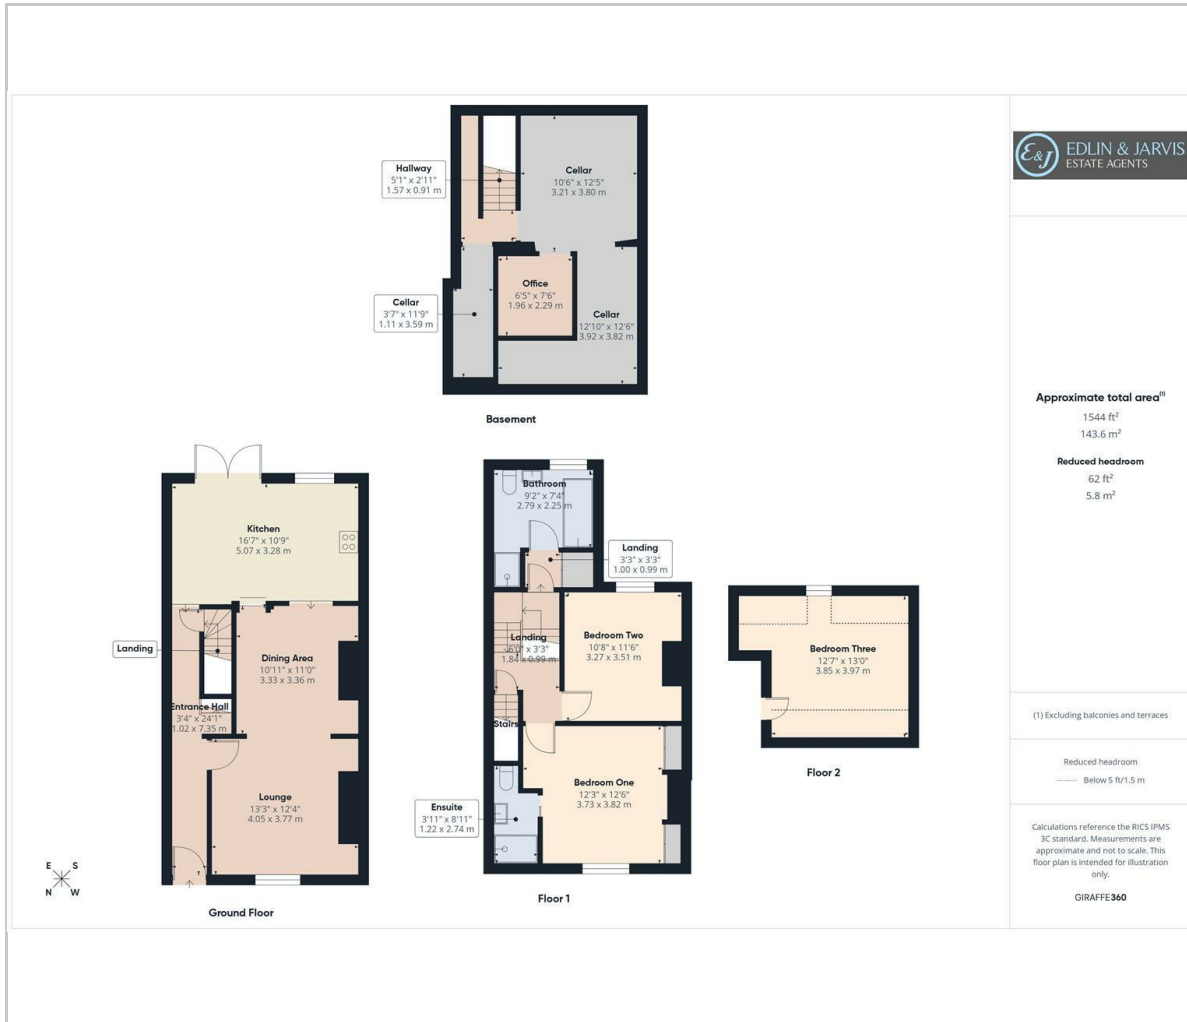 Hallway
5'1" x 2'11"
1.57 x 0.91 m
Cellar
10'6" x 12'5"
3.21 x 3.80 m
Office
6'5" x 7'6"
1.96 x 2.29 m
Cellar
3'7" x 11'9"
1.11 x 3.59 m
Cellar
12'10" x 12'6"
3.92 x 3.82 m
Basement
Kitchen
16'7" x 10'9"
5.07 x 3.28 m
Landing
Dining Area
10'11" x 11'0"
3.33 x 3.36 m
Entrance Hall
3'4" x 24'1"
1.02 x 7.35 m
Lounge
13'3" x 12'4"
4.05 x 3.77 m
E S
N W
Ground Floor
Bathroom
9'2" x 7'4"
2.79 x 2.25 m
Landing
3'3" x 3'3"
1.00 x 0.99 m
Landing
6'0" x 3'3"
1.84 x 0.99 m
Bedroom Two
10'8" x 11'6"
3.27 x 3.51 m
Stairs
Bedroom One
12'3" x 12'6"
3.73 x 3.82 m
Ensuite
3'11" x 8'11"
1.22 x 2.74 m
Floor 1
Bedroom Three
12'7" x 13'0"
3.85 x 3.97 m
Floor 2
E&J
EDLIN & JARVIS
ESTATE AGENTS
Approximate total area(1)
1544 ft²
143.6 m²
Reduced headroom
62 ft²
5.8 m²
(1) Excluding balconies and terraces
Reduced headroom
Below 5 ft/1.5 m
Calculations reference the RICS IPMS
3C standard. Measurements are
approximate and not to scale. This
floor plan is intended for illustration
only.
GIRAFFE360